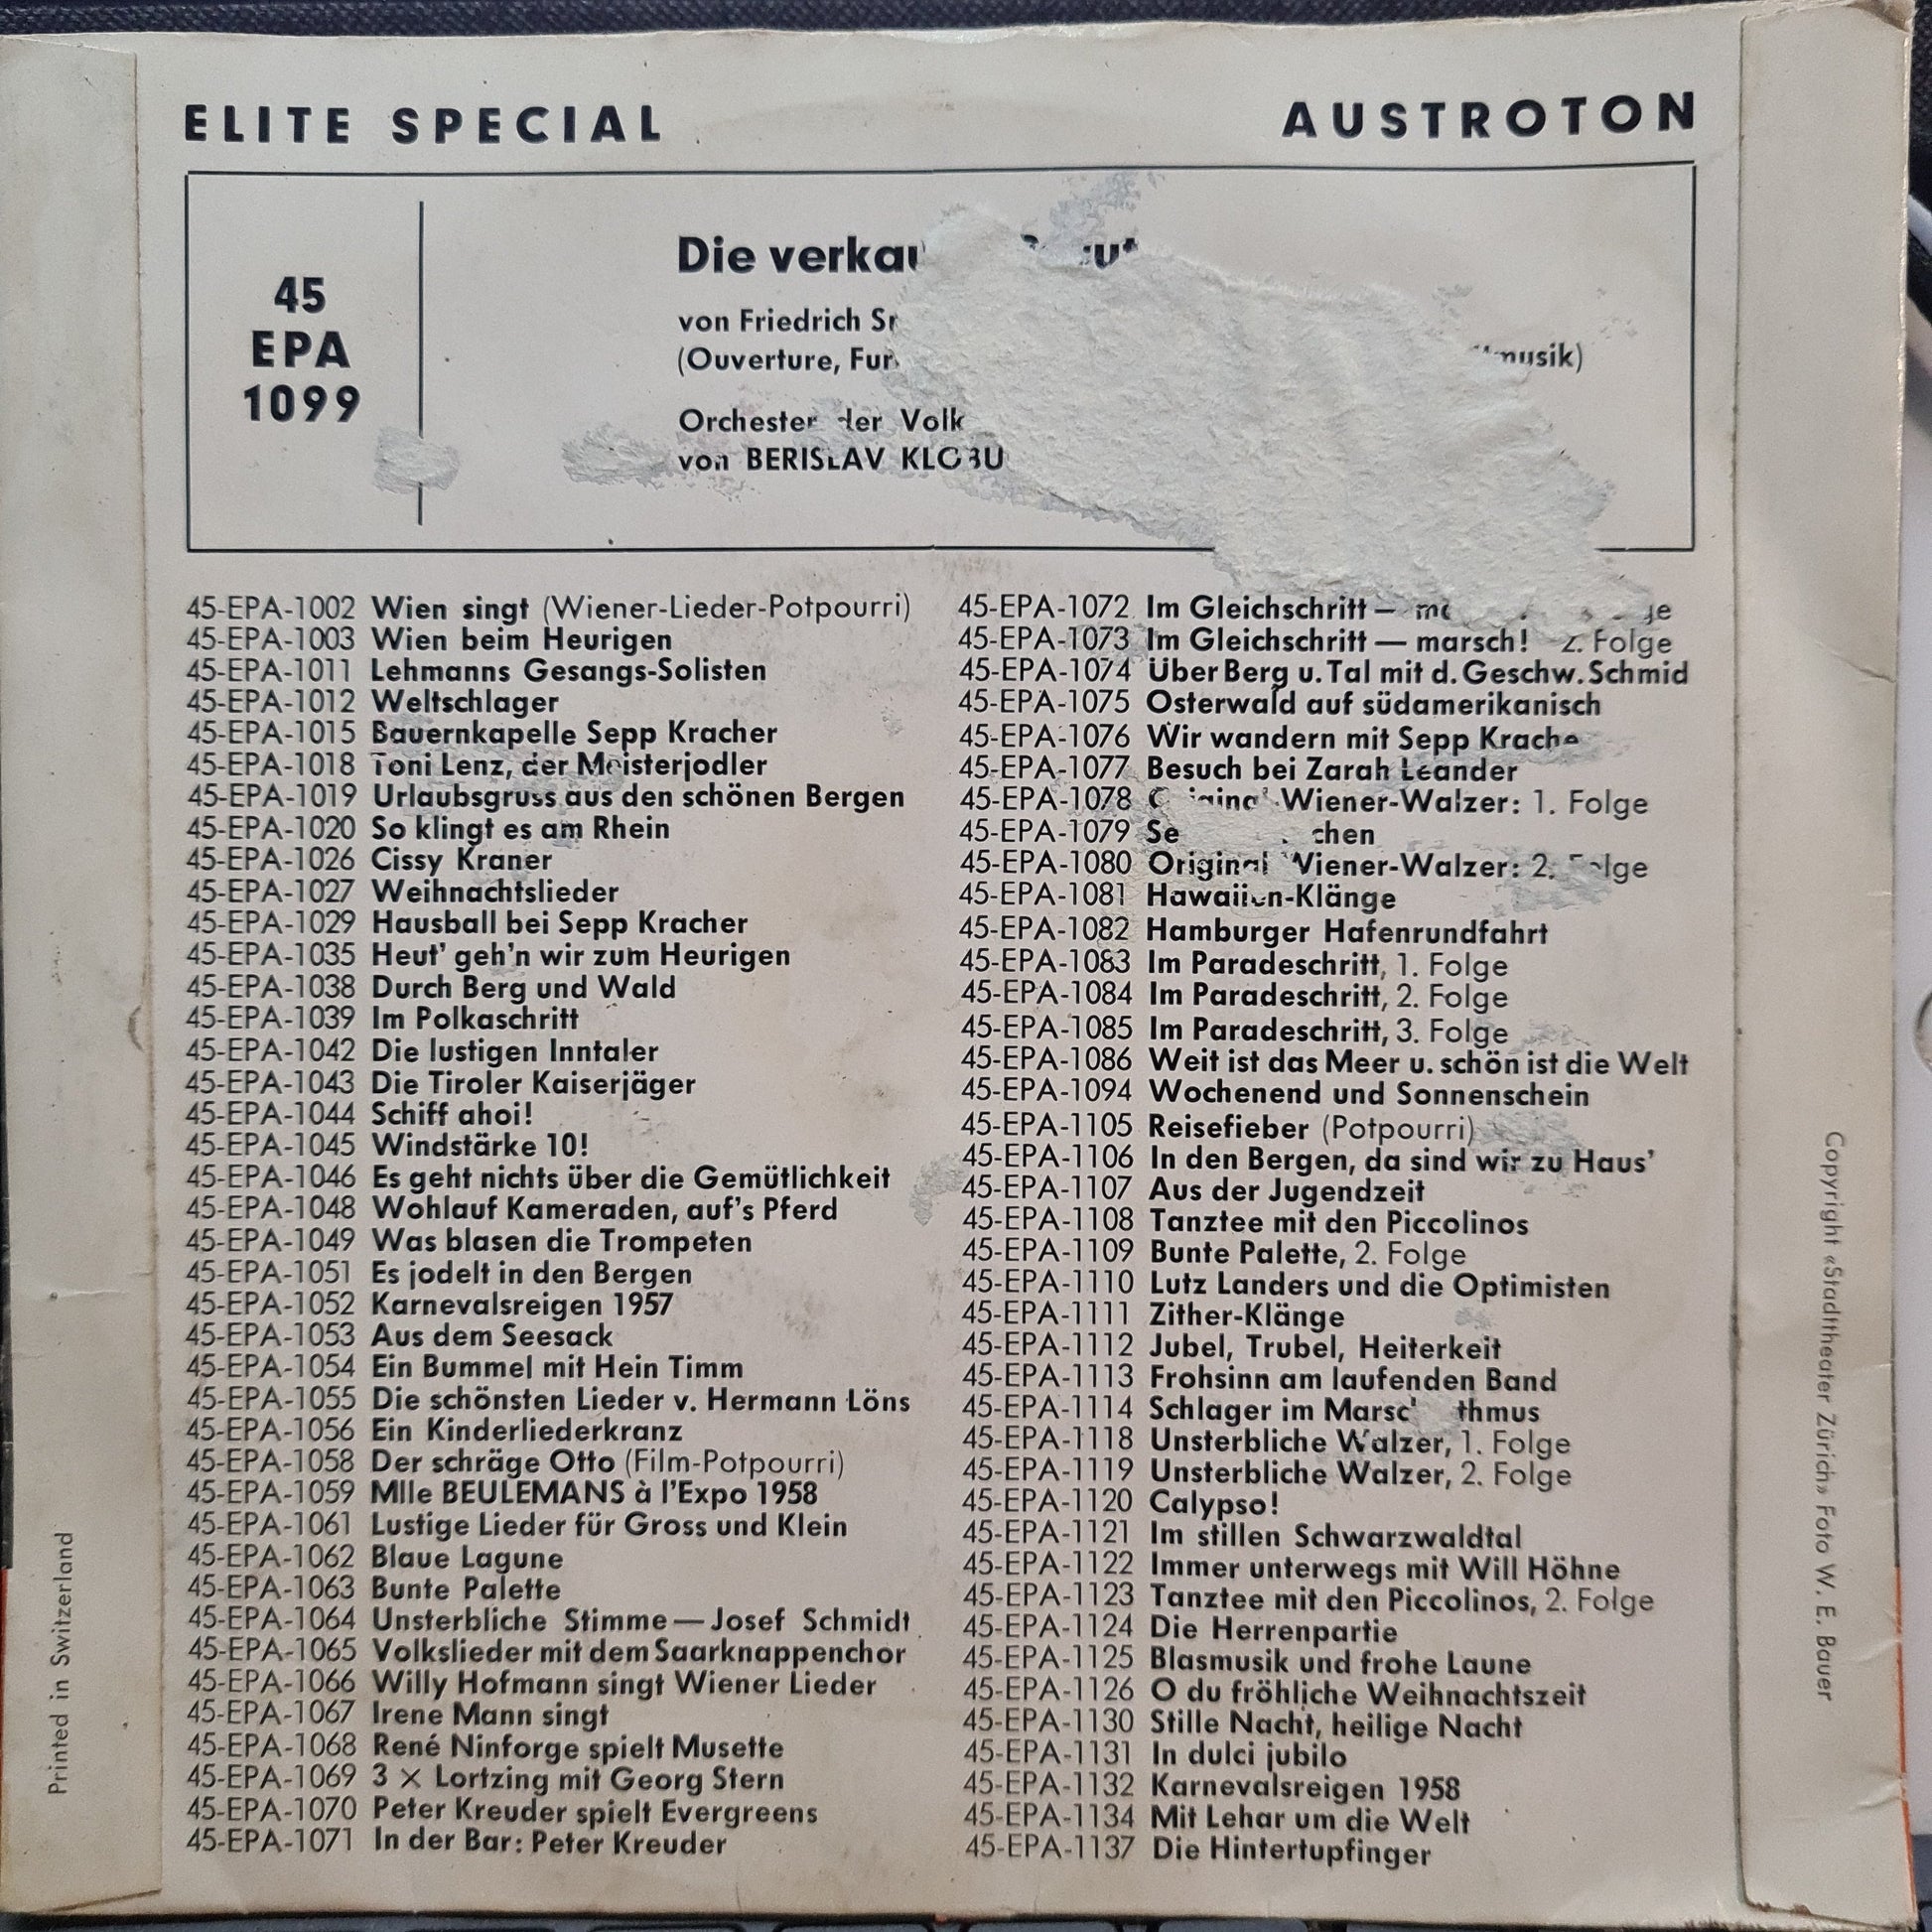 ELITE SPECIAL
AUSTROTON
45
EPA
1099
Die
von Friedrich
(Ouverture,
Orchester der
von BERISLAV
45-EPA-1002 Wien singt (Wiener-Lieder-Potpourri)
45-EPA-1003 Wien beim Heurigen
45-EPA-1011 Lehmanns Gesangs-Solisten
45-EPA-1012 Weltschlager
45-EPA-1015 Bauernkapelle Sepp Kracher
45-EPA-1018 Toni Lenz, der Meisterjodler
45-EPA-1019 Urlaubsgruss aus den schönen Bergen
45-EPA-1020 So klingt es am Rhein
45-EPA-1026 Cissy Kraner
45-EPA-1027 Weihnachtslieder
45-EPA-1029 Hausball bei Sepp Kracher
45-EPA-1035 Heut' geh'n wir zum Heurigen
45-EPA-1038 Durch Berg und Wald
45-EPA-1039 Im Polkaschritt
45-EPA-1042 Die lustigen Inntaler
45-EPA-1043 Die Tiroler Kaiserjäger
45-EPA-1044 Schiff ahoi!
45-EPA-1045 Windstärke 10!
45-EPA-1046 Es geht nichts über die Gemütlichkeit
45-EPA-1048 Wohlauf Kameraden, auf's Pferd
45-EPA-1049 Was blasen die Trompeten
45-EPA-1051 Es jodelt in den Bergen
45-EPA-1052 Karnevalsreigen 1957
45-EPA-1053 Aus dem Seesack
45-EPA-1054 Ein Bummel mit Hein Timm
45-EPA-1055 Die schönsten Lieder v. Hermann Löns
45-EPA-1056 Ein Kinderliederkranz
45-EPA-1058 Der schräge Otto (Film-Potpourri)
45-EPA-1059 Mlle BEULEMANS à l'Expo 1958
45-EPA-1061 Lustige Lieder für Gross und Klein
45-EPA-1062 Blaue Lagune
45-EPA-1063 Bunte Palette
45-EPA-1064 Unsterbliche Stimme — Josef Schmidt
45-EPA-1065 Volkslieder mit dem Saarknappenchor
45-EPA-1066 Willy Hofmann singt Wiener Lieder
45-EPA-1067 Irene Mann singt
45-EPA-1068 René Ninforge spielt Musette
45-EPA-1069 3 × Lortzing mit Georg Stern
45-EPA-1070 Peter Kreuder spielt Evergreens
45-EPA-1071 In der Bar: Peter Kreuder
45-EPA-1072 Im Gleichschritt —
45-EPA-1073 Im Gleichschritt — marsch! 2. Folge
45-EPA-1074 Über Berg u. Tal mit d. Geschw. Schmid
45-EPA-1075 Osterwald auf südamerikanisch
45-EPA-1076 Wir wandern mit Sepp Kracher
45-EPA-1077 Besuch bei Zarah Leander
45-EPA-1078 Original-Wiener-Walzer: 1. Folge
45-EPA-1079
45-EPA-1080 Original Wiener-Walzer: 2. Folge
45-EPA-1081 Hawaiien-Klänge
45-EPA-1082 Hamburger Hafenrundfahrt
45-EPA-1083 Im Paradeschritt, 1. Folge
45-EPA-1084 Im Paradeschritt, 2. Folge
45-EPA-1085 Im Paradeschritt, 3. Folge
45-EPA-1086 Weit ist das Meer u. schön ist die Welt
45-EPA-1094 Wochenend und Sonnenschein
45-EPA-1105 Reisefieber (Potpourri)
45-EPA-1106 In den Bergen, da sind wir zu Haus'
45-EPA-1107 Aus der Jugendzeit
45-EPA-1108 Tanztee mit den Piccolinos
45-EPA-1109 Bunte Palette, 2. Folge
45-EPA-1110 Lutz Landers und die Optimisten
45-EPA-1111 Zither-Klänge
45-EPA-1112 Jubel, Trubel, Heiterkeit
45-EPA-1113 Frohsinn am laufenden Band
45-EPA-1114 Schlager im
45-EPA-1118 Unsterbliche Walzer, 1. Folge
45-EPA-1119 Unsterbliche Walzer, 2. Folge
45-EPA-1120 Calypso!
45-EPA-1121 Im stillen Schwarzwaldtal
45-EPA-1122 Immer unterwegs mit Will Höhne
45-EPA-1123 Tanztee mit den Piccolinos, 2. Folge
45-EPA-1124 Die Herrenpartie
45-EPA-1125 Blasmusik und frohe Laune
45-EPA-1126 O du fröhliche Weihnachtszeit
45-EPA-1130 Stille Nacht, heilige Nacht
45-EPA-1131 In dulci jubilo
45-EPA-1132 Karnevalsreigen 1958
45-EPA-1134 Mit Lehar um die Welt
45-EPA-1137 Die Hintertupfinger
Printed in Switzerland
Copyright «Stadttheater Zürich» Foto W. E. Bauer